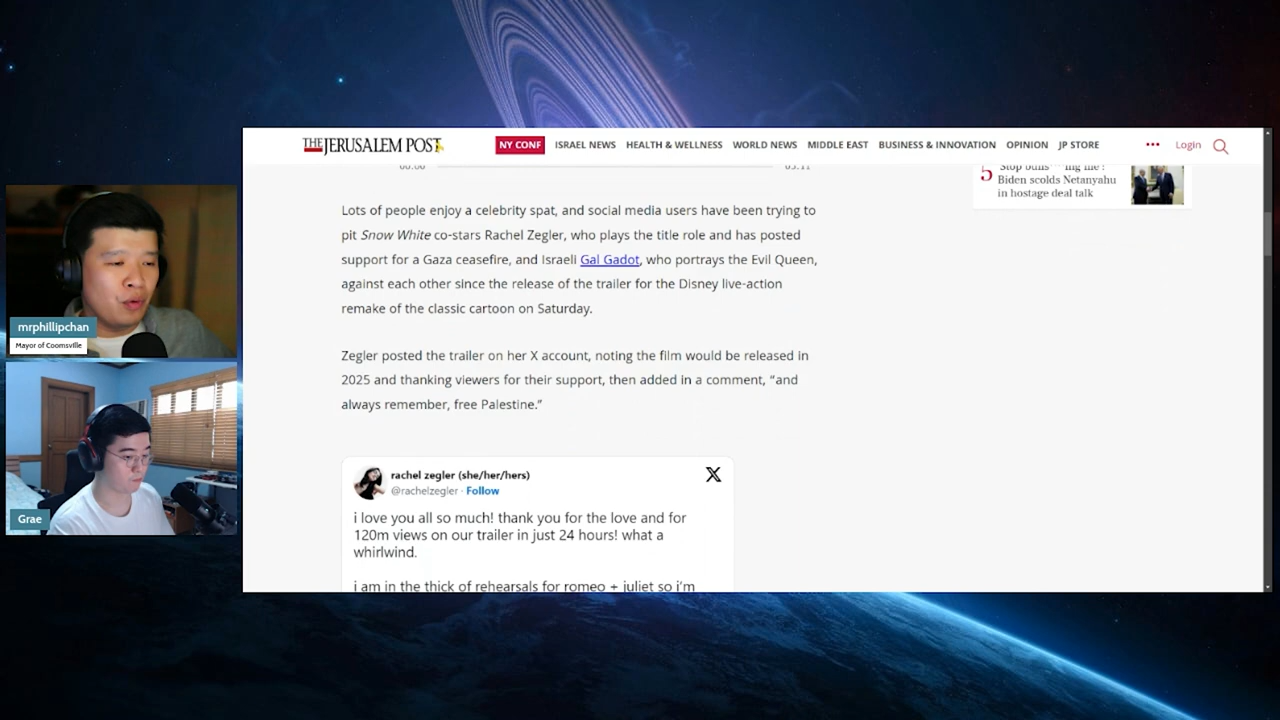 THE JERUSALEM POST
NY CONF ISRAEL NEWS HEALTH & WELLNESS WORLD NEWS MIDDLE EAST BUSINESS & INNOVATION OPINION JP STORE
••• Login
5
Biden scolds Netanyahu
in hostage deal talk
Lots of people enjoy a celebrity spat, and social media users have been trying to
pit Snow White co-stars Rachel Zegler, who plays the title role and has posted
support for a Gaza ceasefire, and Israeli Gal Gadot, who portrays the Evil Queen,
against each other since the release of the trailer for the Disney live-action
remake of the classic cartoon on Saturday.
Zegler posted the trailer on her X account, noting the film would be released in
2025 and thanking viewers for their support, then added in a comment, “and
always remember, free Palestine.”
rachel zegler (she/her/hers)
@rachelzegler · Follow
i love you all so much! thank you for the love and for
120m views on our trailer in just 24 hours! what a
whirlwind.
i am in the thick of rehearsals for romeo + juliet so i’m
mrphillipchan
Mayor of Coomsville
Grae